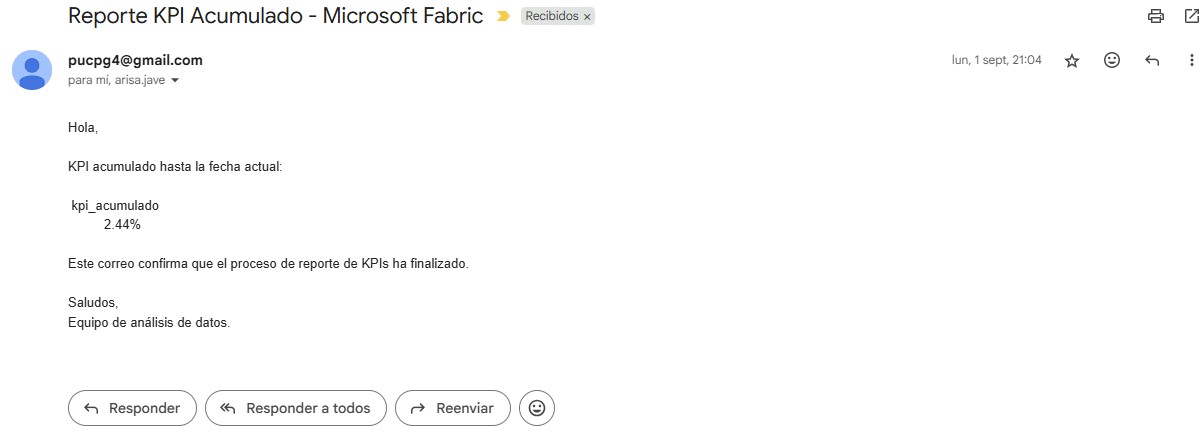 Reporte KPI Acumulado - Microsoft Fabric Recibidos ×
pucpg4@gmail.com lun, 1 sept, 21:04
para mí, arisa.jave
Hola,
KPI acumulado hasta la fecha actual:
kpi_acumulado
2.44%
Este correo confirma que el proceso de reporte de KPIs ha finalizado.
Saludos,
Equipo de análisis de datos.
Responder Responder a todos Reenviar